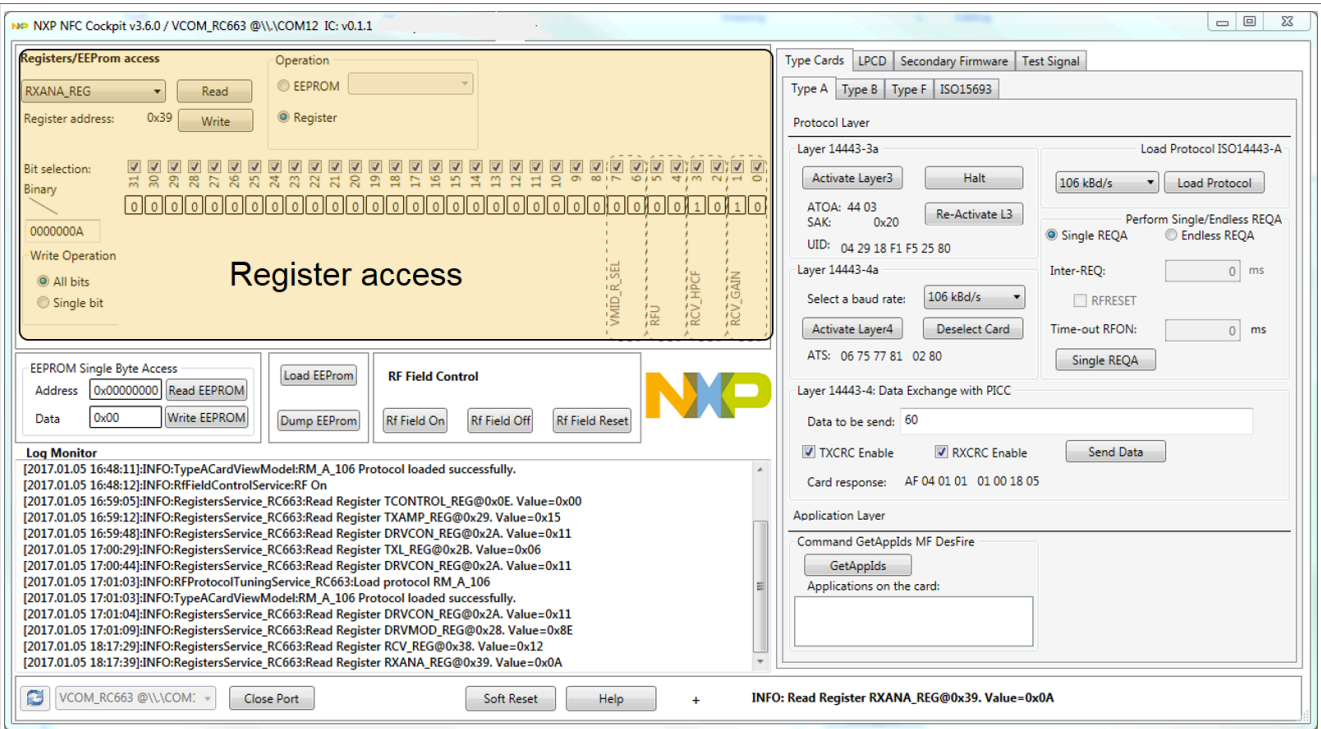 NXP NFC Cockpit v3.6.0 / VCOM_RC663 @\\.\COM12 IC: v0.1.1
Registers/EEProm access
RXANA_REG
Read
Register address: 0x39
Write
Operation
EEPROM
Register
Bit selection:
31 30 29 28 27 26 25 24 23 22 21 20 19 18 17 16 15 14 13 12 11 10 9 8 7 6 5 4 3 2 1 0
Binary
0 0 0 0 0 0 0 0 0 0 0 0 0 0 0 0 0 0 0 0 0 0 0 0 0 0 0 0 1 0 1 0
0000000A
Write Operation
All bits
Single bit
Register access
VMID_R_SEL
RFU
RCV_HPCF
RCV_GAIN
EEPROM Single Byte Access
Address 0x00000000 Read EEPROM
Data 0x00 Write EEPROM
Load EEProm
Dump EEProm
RF Field Control
Rf Field On Rf Field Off Rf Field Reset
NXP
Log Monitor
[2017.01.05 16:48:11]:INFO:TypeACardViewModel:RM_A_106 Protocol loaded successfully.
[2017.01.05 16:48:12]:INFO:RfFieldControlService:RF On
[2017.01.05 16:59:05]:INFO:RegistersService_RC663:Read Register TCONTROL_REG@0x0E. Value=0x00
[2017.01.05 16:59:12]:INFO:RegistersService_RC663:Read Register TXAMP_REG@0x29. Value=0x15
[2017.01.05 16:59:48]:INFO:RegistersService_RC663:Read Register DRVCON_REG@0x2A. Value=0x11
[2017.01.05 17:00:29]:INFO:RegistersService_RC663:Read Register TXL_REG@0x2B. Value=0x06
[2017.01.05 17:00:44]:INFO:RegistersService_RC663:Read Register DRVCON_REG@0x2A. Value=0x11
[2017.01.05 17:01:03]:INFO:RFProtocolTuningService_RC663:Load protocol RM_A_106
[2017.01.05 17:01:03]:INFO:TypeACardViewModel:RM_A_106 Protocol loaded successfully.
[2017.01.05 17:01:04]:INFO:RegistersService_RC663:Read Register DRVCON_REG@0x2A. Value=0x11
[2017.01.05 17:01:09]:INFO:RegistersService_RC663:Read Register DRVMOD_REG@0x28. Value=0x8E
[2017.01.05 18:17:29]:INFO:RegistersService_RC663:Read Register RCV_REG@0x38. Value=0x12
[2017.01.05 18:17:39]:INFO:RegistersService_RC663:Read Register RXANA_REG@0x39. Value=0x0A
Type Cards LPCD Secondary Firmware Test Signal
Type A Type B Type F ISO15693
Protocol Layer
Layer 14443-3a
Activate Layer3 Halt
ATQA: 44 03
SAK: 0x20
Re-Activate L3
UID: 04 29 18 F1 F5 25 80
Layer 14443-4a
Select a baud rate: 106 kBd/s
Activate Layer4 Deselect Card
ATS: 06 75 77 81 02 80
Load Protocol ISO14443-A
106 kBd/s Load Protocol
Perform Single/Endless REQA
Single REQA Endless REQA
Inter-REQ: 0 ms
RFRESET
Time-out RFON: 0 ms
Single REQA
Layer 14443-4: Data Exchange with PICC
Data to be send: 60
TXCRC Enable RXCRC Enable Send Data
Card response: AF 04 01 01 01 00 18 05
Application Layer
Command GetAppIds MF DesFire
GetAppIds
Applications on the card:
VCOM_RC663 @\\.\COM: Close Port Soft Reset Help + INFO: Read Register RXANA_REG@0x39. Value=0x0A